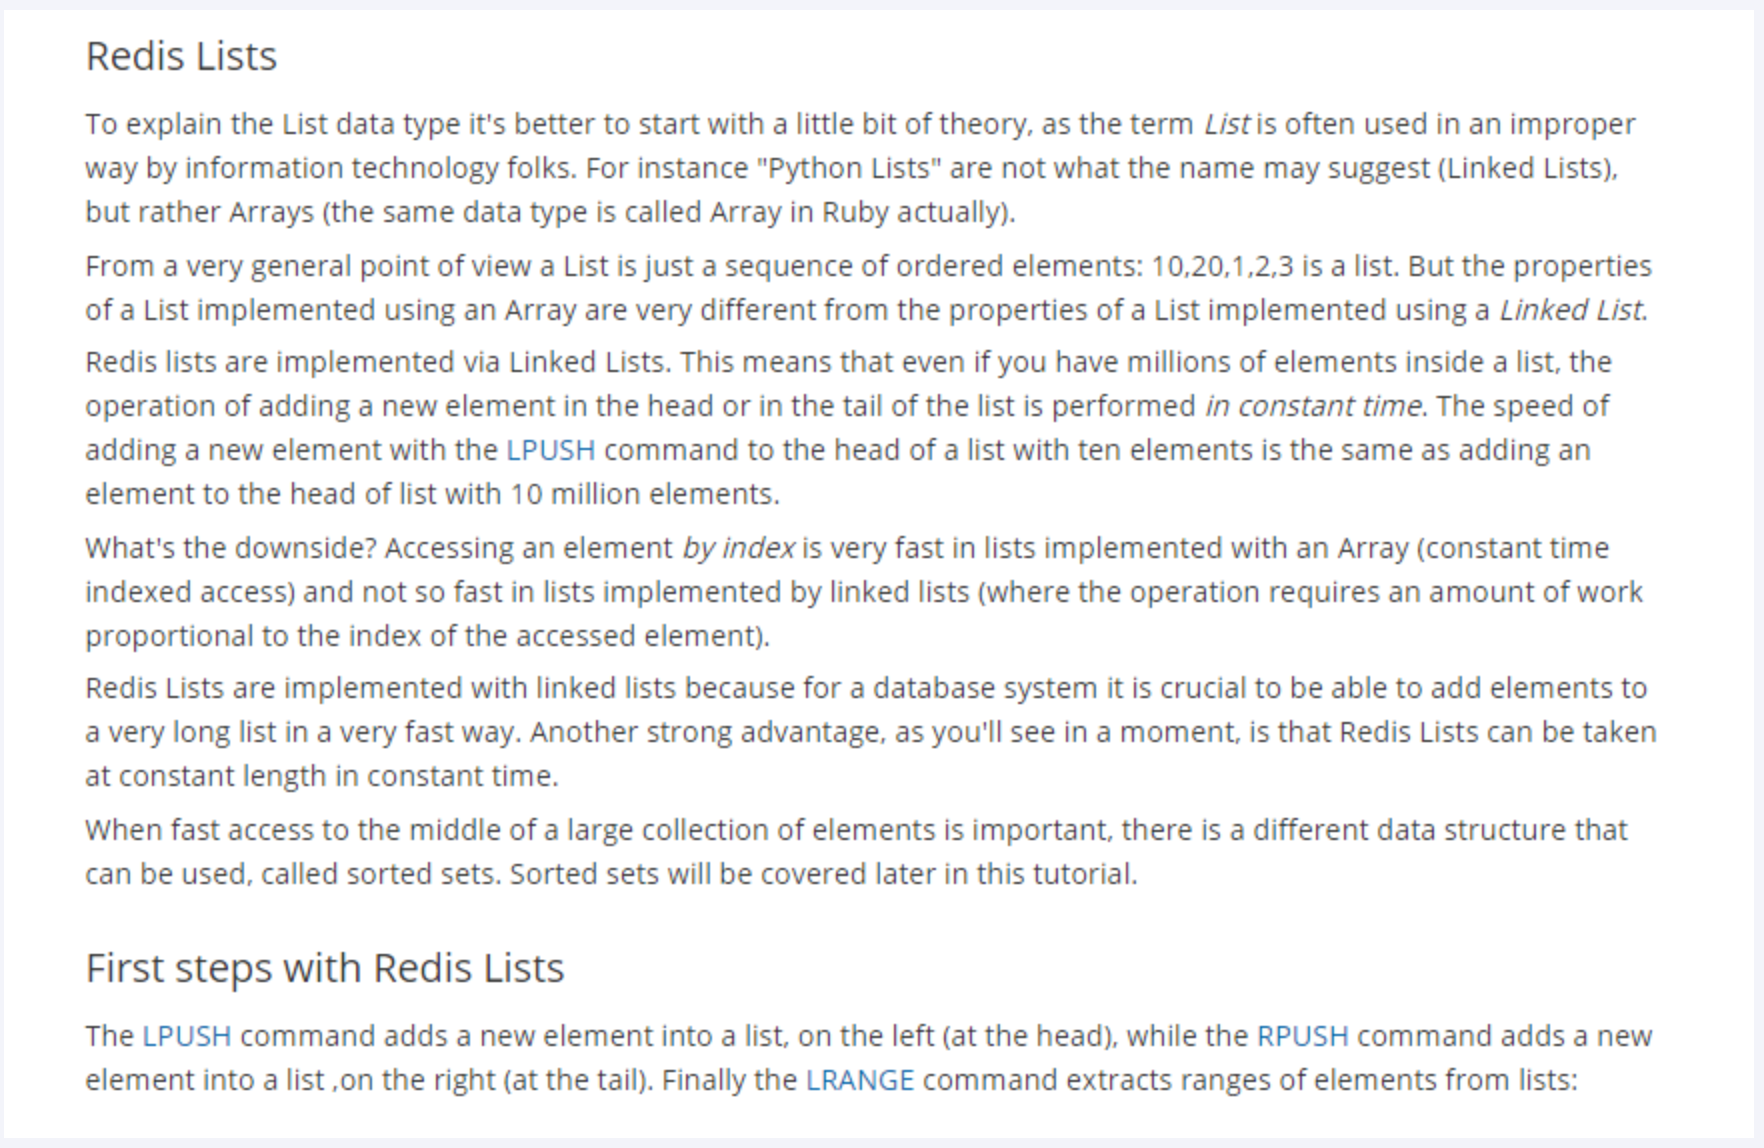 Redis Lists
To explain the List data type it's better to start with a little bit of theory, as the term List is often used in an improper
way by information technology folks. For instance "Python Lists" are not what the name may suggest (Linked Lists),
but rather Arrays (the same data type is called Array in Ruby actually).
From a very general point of view a List is just a sequence of ordered elements: 10,20,1,2,3 is a list. But the properties
of a List implemented using an Array are very different from the properties of a List implemented using a Linked List.
Redis lists are implemented via Linked Lists. This means that even if you have millions of elements inside a list, the
operation of adding a new element in the head or in the tail of the list is performed in constant time. The speed of
adding a new element with the LPUSH command to the head of a list with ten elements is the same as adding an
element to the head of list with 10 million elements.
What's the downside? Accessing an element by index is very fast in lists implemented with an Array (constant time
indexed access) and not so fast in lists implemented by linked lists (where the operation requires an amount of work
proportional to the index of the accessed element).
Redis Lists are implemented with linked lists because for a database system it is crucial to be able to add elements to
a very long list in a very fast way. Another strong advantage, as you'll see in a moment, is that Redis Lists can be taken
at constant length in constant time.
When fast access to the middle of a large collection of elements is important, there is a different data structure that
can be used, called sorted sets. Sorted sets will be covered later in this tutorial.
First steps with Redis Lists
The LPUSH command adds a new element into a list, on the left (at the head), while the RPUSH command adds a new
element into a list ,on the right (at the tail). Finally the LRANGE command extracts ranges of elements from lists: